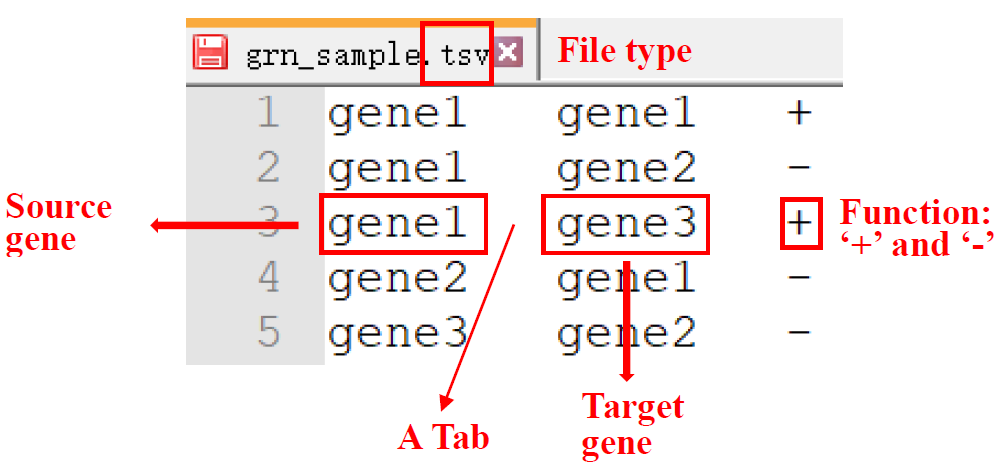 grn_sample.tsv File type
1 gene1 gene1 +
2 gene1 gene2 -
3 gene1 gene3 +
4 gene2 gene1 -
5 gene3 gene2 -
Source
gene
Function:
‘+’ and ‘-’
A Tab
Target
gene